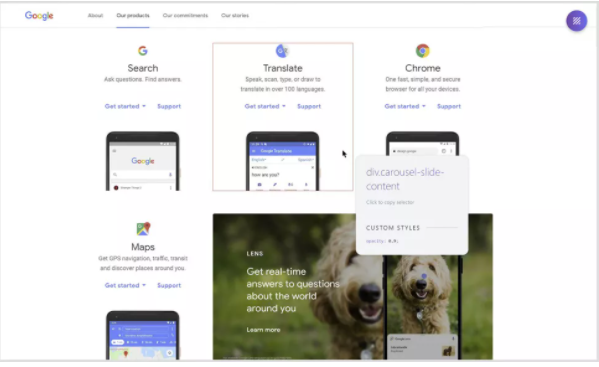 Google
About Our products Our commitments Our stories
Search
Ask questions. Find answers.
Get started Support
Translate
Speak, scan, type, or draw to
translate in over 100 languages.
Get started Support
Chrome
One fast, simple, and secure
browser for all your devices.
Get started Support
Google
Google Translate
English
Spanish
how are you?
div.carousel-slide-
content
Click to copy selector
CUSTOM STYLES
Maps
Get GPS navigation, traffic, transit
and discover places around you.
Get started Support
LENS
Get real-time
answers to questions
about the world
around you
Learn more